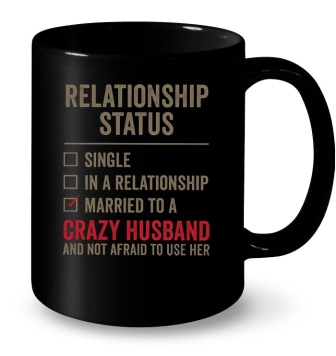 RELATIONSHIP
STATUS
SINGLE
IN A RELATIONSHIP
MARRIED TO A
CRAZY HUSBAND
AND NOT AFRAID TO USE HER